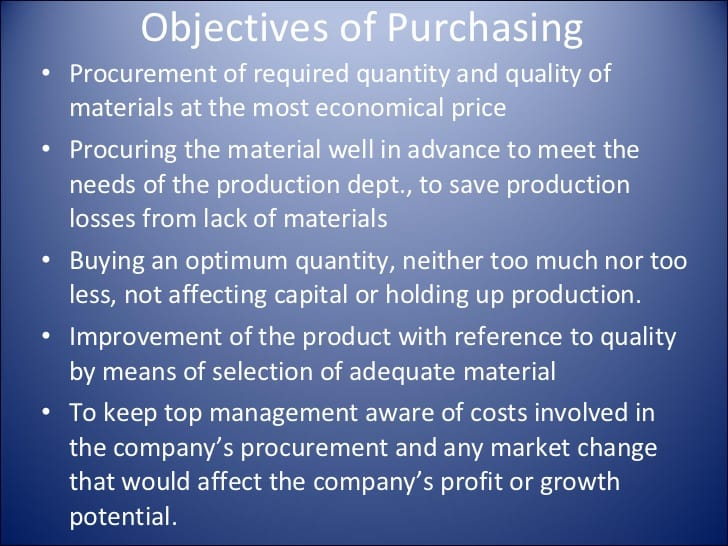 Objectives of Purchasing
• Procurement of required quantity and quality of
materials at the most economical price
• Procuring the material well in advance to meet the
needs of the production dept., to save production
losses from lack of materials
• Buying an optimum quantity, neither too much nor too
less, not affecting capital or holding up production.
• Improvement of the product with reference to quality
by means of selection of adequate material
• To keep top management aware of costs involved in
the company’s procurement and any market change
that would affect the company’s profit or growth
potential.